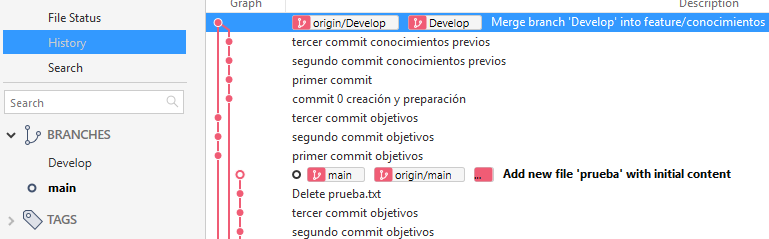 Graph Description
File Status
History
Search
Search
BRANCHES
Develop
main
TAGS
origin/Develop Develop Merge branch 'Develop' into feature/conocimientos
tercer commit conocimientos previos
segundo commit conocimientos previos
primer commit
commit 0 creación y preparación
tercer commit objetivos
segundo commit objetivos
primer commit objetivos
main origin/main ... Add new file 'prueba' with initial content
Delete prueba.txt
tercer commit objetivos
segundo commit objetivos